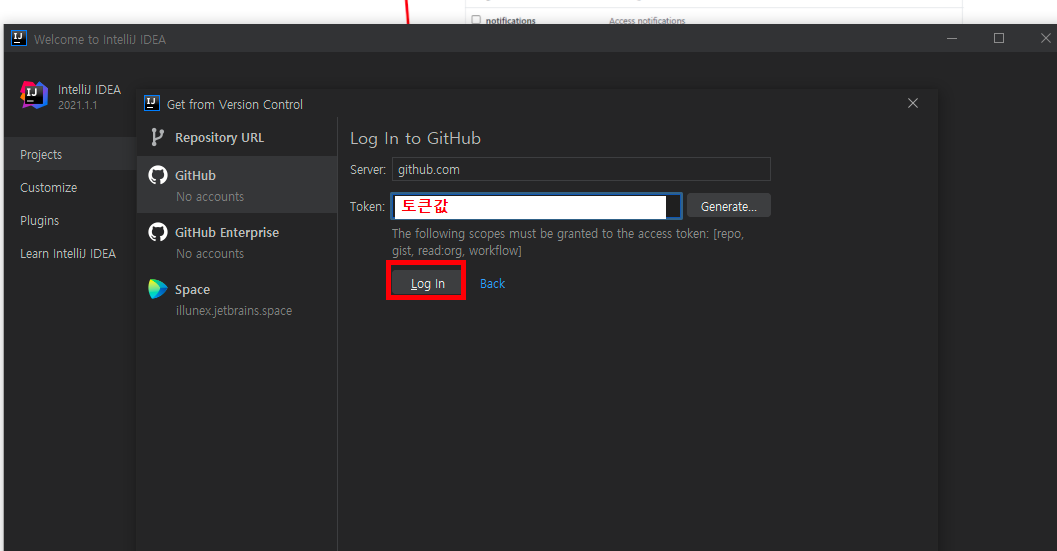 notifications Access notifications
Welcome to IntelliJ IDEA
IntelliJ IDEA
2021.1.1
Projects
Customize
Plugins
Learn IntelliJ IDEA
Get from Version Control
Repository URL
GitHub
No accounts
GitHub Enterprise
No accounts
Space
illunex.jetbrains.space
Log In to GitHub
Server: github.com
Token: 토큰값 Generate...
The following scopes must be granted to the access token: [repo,
gist, read:org, workflow]
Log In Back